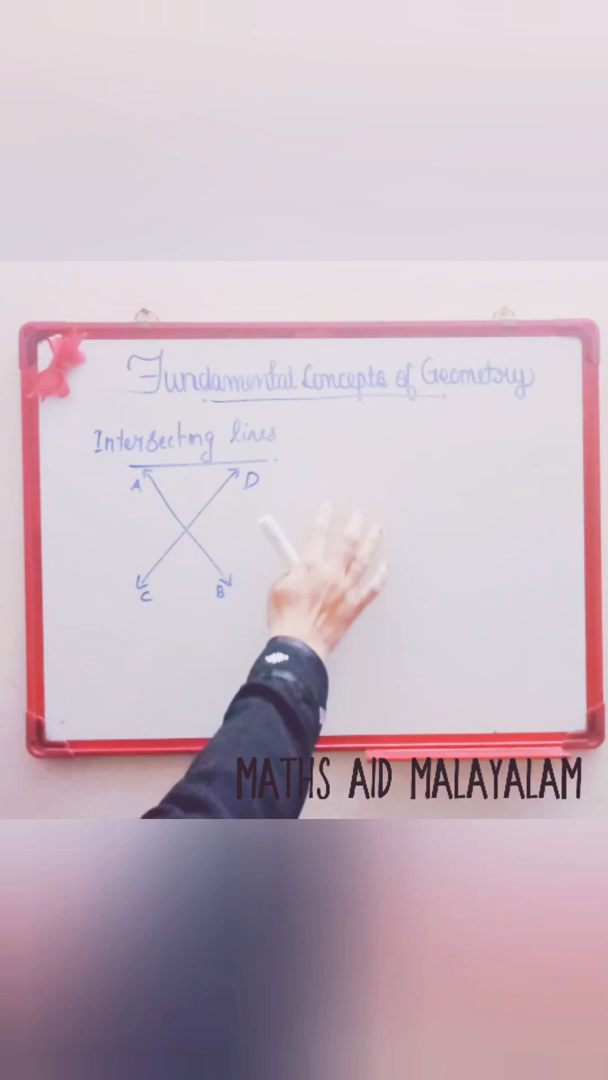 Fundamental Concepts of Geometry
Intersecting lines
A D
C B
MATHS AID MALAYALAM